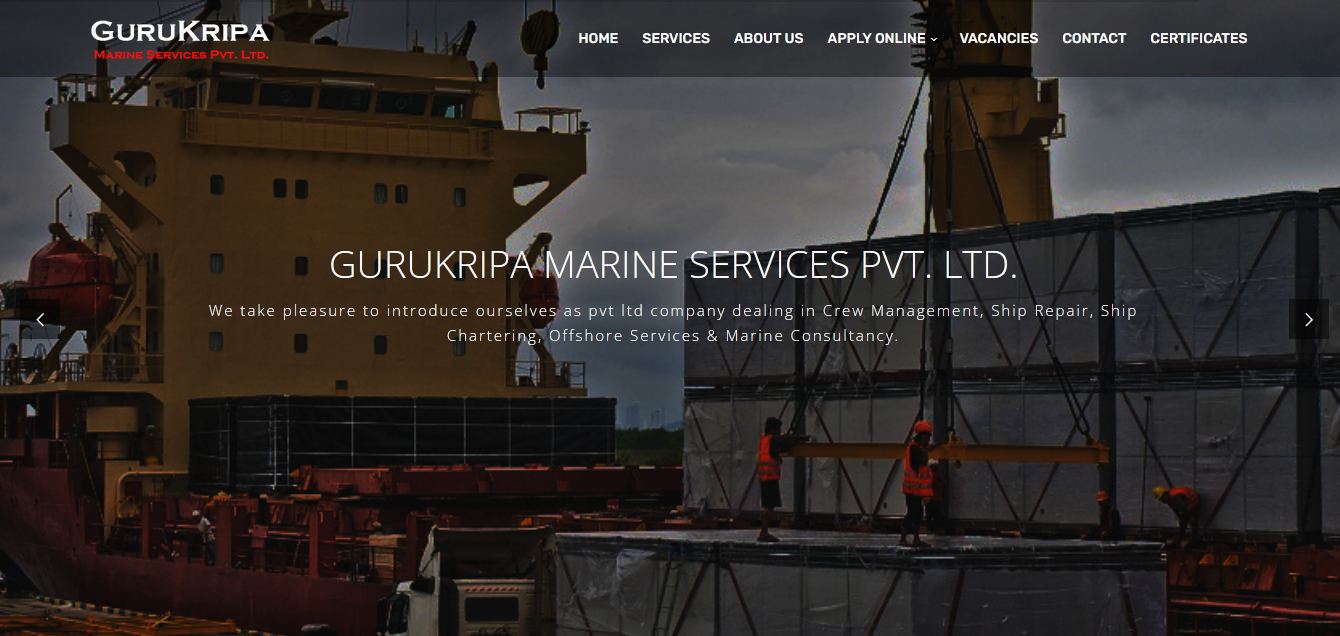 GURUKRIPA
MARINE SERVICES PVT. LTD.
HOME SERVICES ABOUT US APPLY ONLINE VACANCIES CONTACT CERTIFICATES
GURUKRIPA MARINE SERVICES PVT. LTD.
We take pleasure to introduce ourselves as pvt ltd company dealing in Crew Management, Ship Repair, Ship
Chartering, Offshore Services & Marine Consultancy.